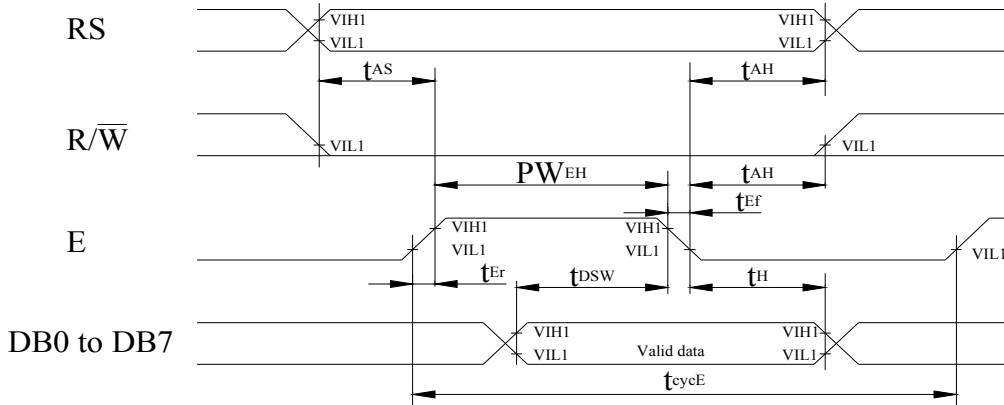 VIH1 VIH1
RS
VIL1 VIL1
tAS tAH
R/W̅ VIL1 VIL1
PWEH tAH
tEf
VIH1 VIH1
E
VIL1 VIL1 VIL1
tEr tDSW tH
VIH1 VIH1
DB0 to DB7
VIL1 Valid data VIL1
tcycE